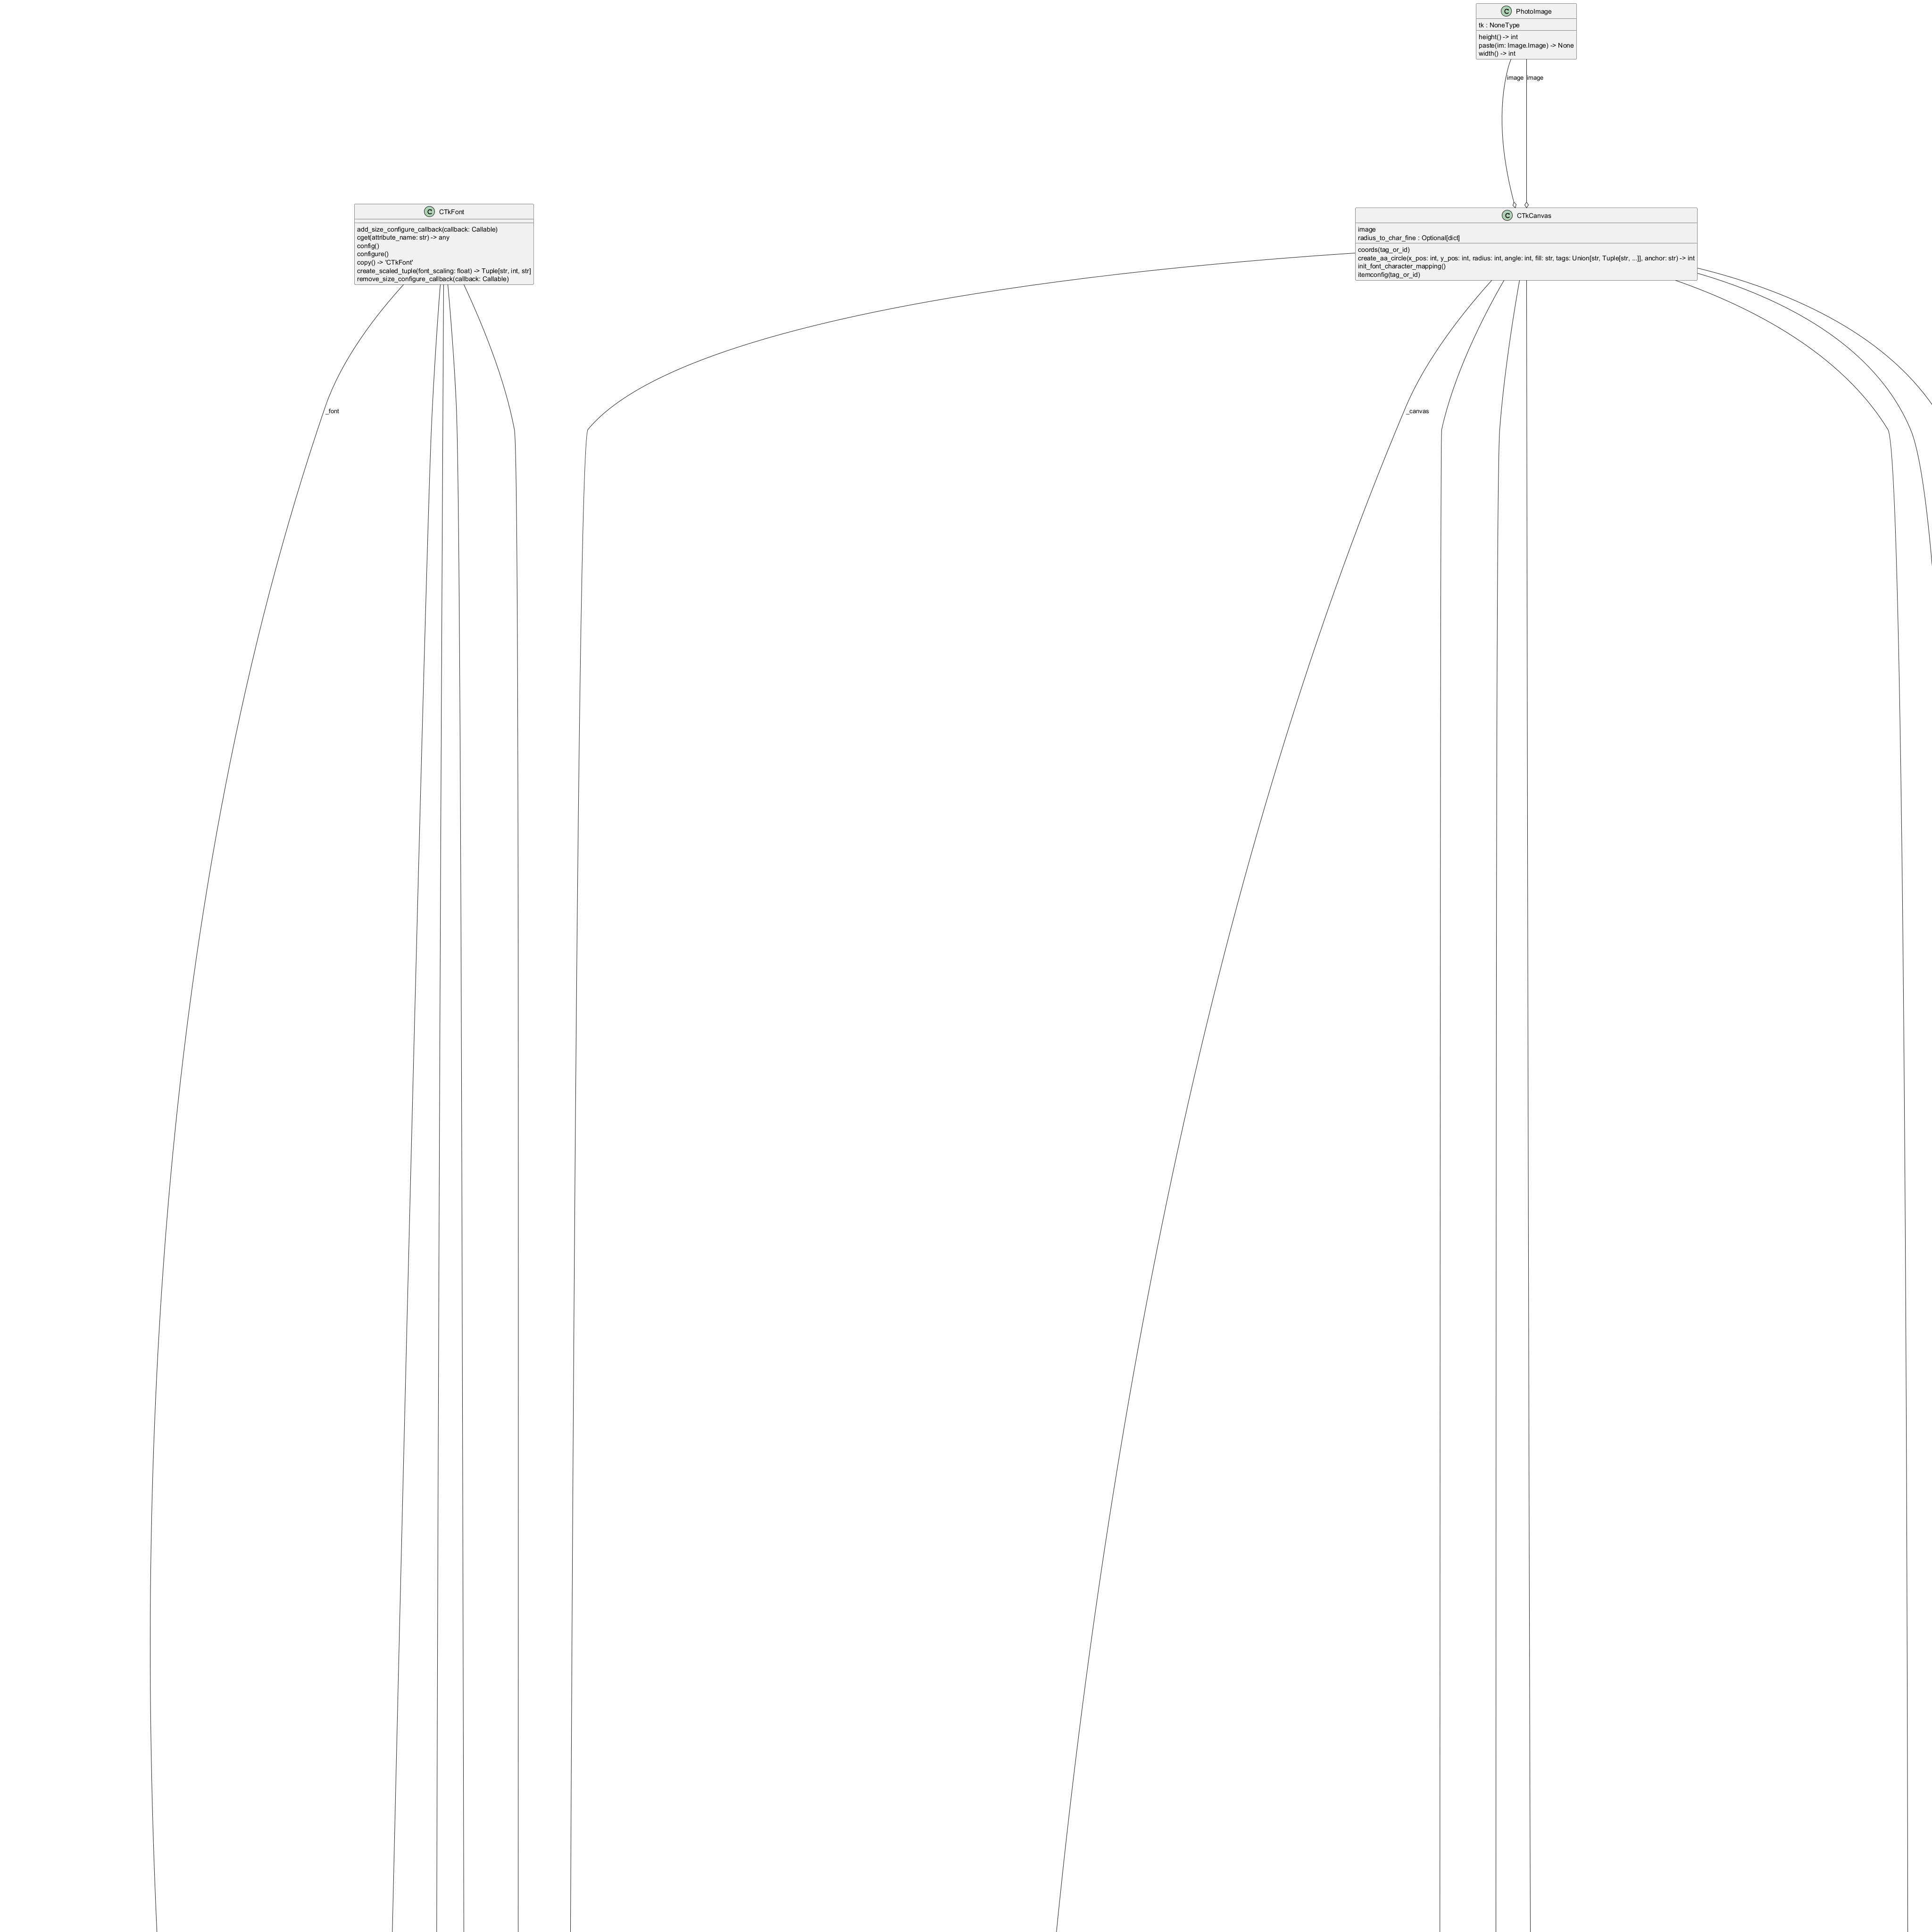 C PhotoImage
tk : NoneType
height() -> int
paste(im: Image.Image) -> None
width() -> int
image image
C CTkFont
add_size_configure_callback(callback: Callable)
cget(attribute_name: str) -> any
config()
configure()
copy() -> 'CTkFont'
create_scaled_tuple(font_scaling: float) -> Tuple[str, int, str]
remove_size_configure_callback(callback: Callable)
C CTkCanvas
image
radius_to_char_fine : Optional[dict]
coords(tag_or_id)
create_aa_circle(x_pos: int, y_pos: int, radius: int, angle: int, fill: str, tags: Union[str, Tuple[str, ...]], anchor: str) -> int
init_font_character_mapping()
itemconfig(tag_or_id)
_font
_canvas